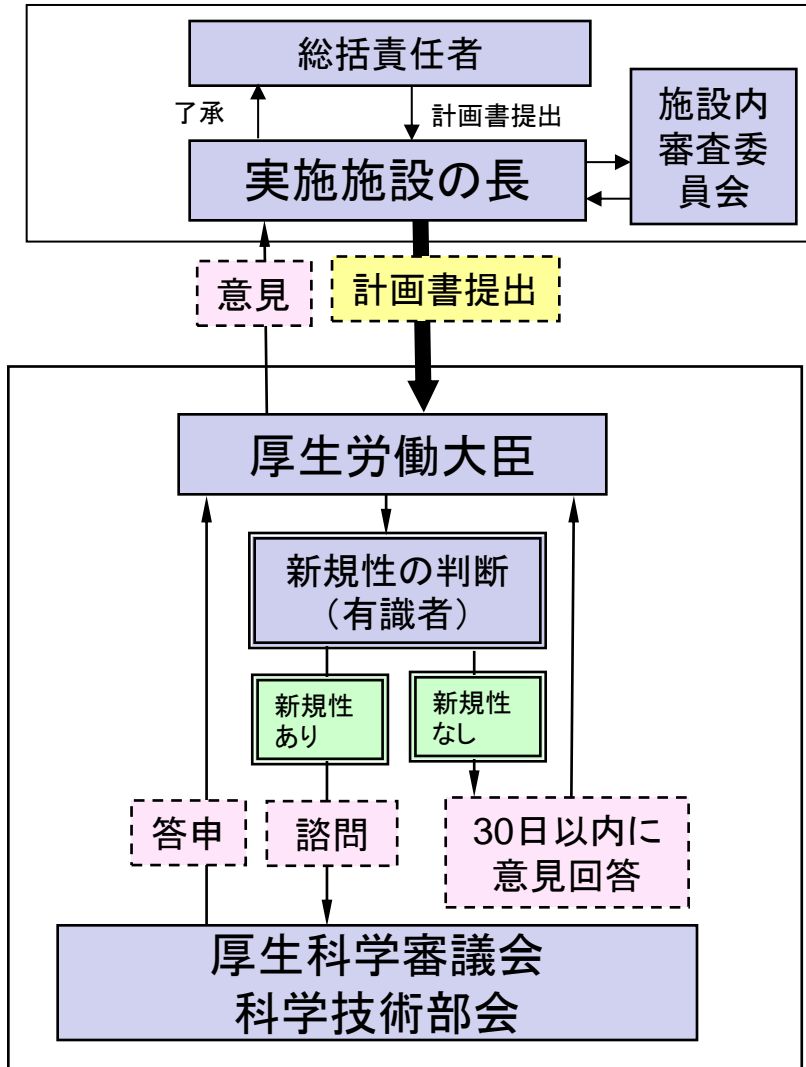 総括責任者
了承
計画書提出
施設内
審査委
員会
実施施設の長
意見
計画書提出
厚生労働大臣
新規性の判断
（有識者）
新規性
あり
新規性
なし
答申
諮問
30日以内に
意見回答
厚生科学審議会
科学技術部会